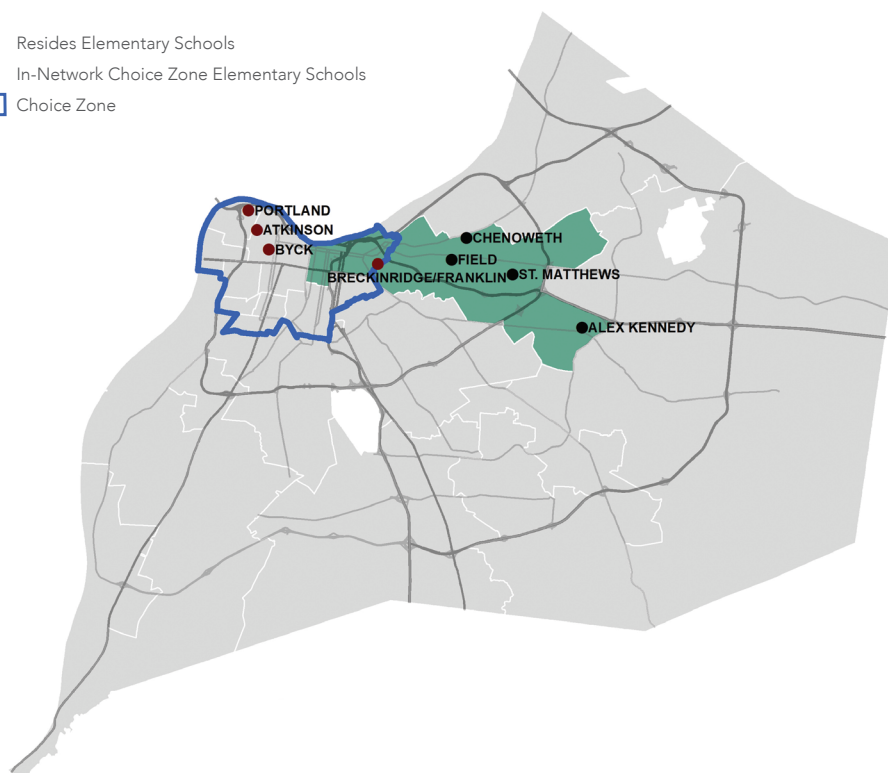 Resides Elementary Schools
In-Network Choice Zone Elementary Schools
Choice Zone
PORTLAND
ATKINSON
BYCK
CHENOWETH
FIELD
BRECKINRIDGE/FRANKLIN
ST. MATTHEWS
ALEX KENNEDY